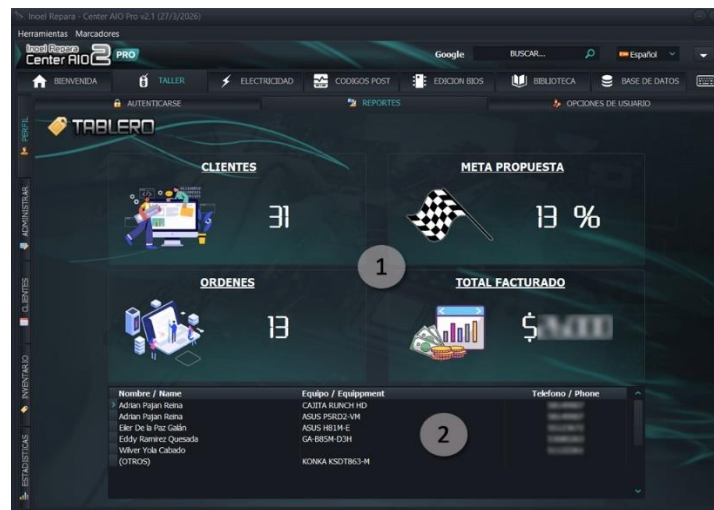 Inoel Repara - Center AIO Pro v2.1 (27/3/2026)
Herramientas Marcadores
Inoel Repara
Center AIO 2 PRO
Google BUSCAR... Español
BIENVENIDA TALLER ELECTRICIDAD CODIGOS POST EDICION BIOS BIBLIOTECA BASE DE DATOS
AUTENTICARSE REPORTES OPCIONES DE USUARIO
PERFIL
ADMINISTRAR
CLIENTES
INVENTARIO
ESTADISTICAS
TABLERO
CLIENTES
31
META PROPUESTA
13 %
1
ORDENES
13
TOTAL FACTURADO
$
Nombre / Name Equipo / Equippment Telefono / Phone
Adrian Pajan Reina CAJITA RUNCH HD
Adrian Pajan Reina ASUS P5RD2-VM
Elier De la Paz Galán ASUS H81M-E
Eddy Ramirez Quesada GA-B85M-D3H
Wilver Yola Cabado
(OTROS) KONKA KSDT863-M
2